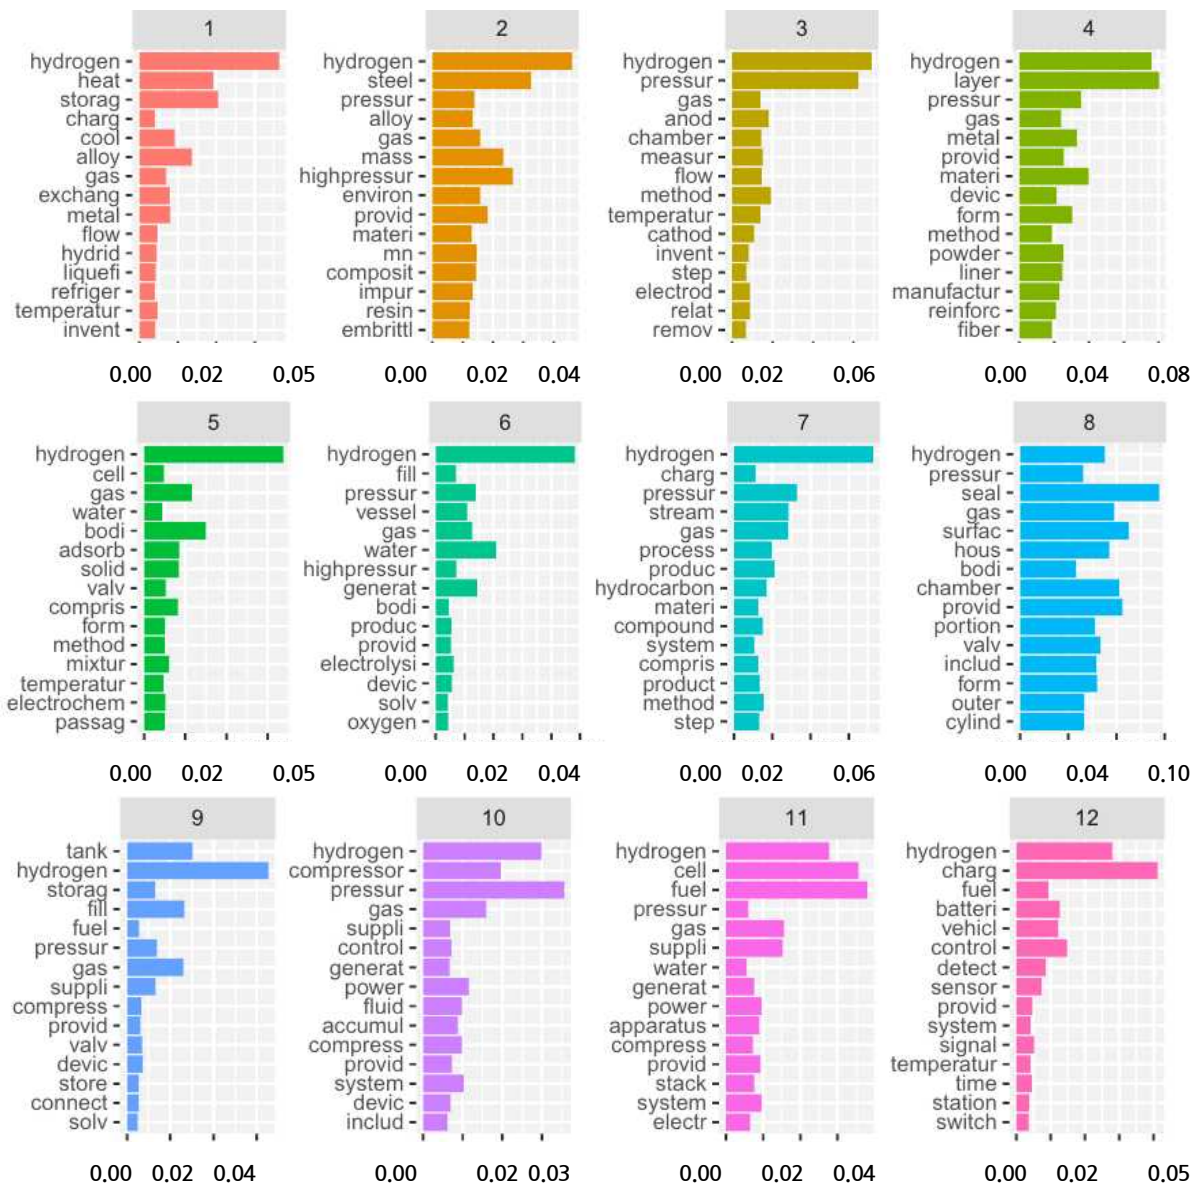 1
hydrogen
heat
storag
charg
cool
alloy
gas
exchang
metal
flow
hydrid
liquefi
refriger
temperatur
invent
0.00 0.02 0.05
2
hydrogen
steel
pressur
alloy
gas
mass
highpressur
environ
provid
materi
mn
composit
impur
resin
embrittl
0.00 0.02 0.04
3
hydrogen
pressur
gas
anod
chamber
measur
flow
method
temperatur
cathod
invent
step
electrod
relat
remov
0.00 0.02 0.06
4
hydrogen
layer
pressur
gas
metal
provid
materi
devic
form
method
powder
liner
manufactur
reinforc
fiber
0.00 0.04 0.08
5
hydrogen
cell
gas
water
bodi
adsorb
solid
valv
compris
form
method
mixtur
temperatur
electrochem
passag
0.00 0.02 0.05
6
hydrogen
fill
pressur
vessel
gas
water
highpressur
generat
bodi
produc
provid
electrolysi
devic
solv
oxygen
0.00 0.02 0.04
7
hydrogen
charg
pressur
stream
gas
process
produc
hydrocarbon
materi
compound
system
compris
product
method
step
0.00 0.02 0.06
8
hydrogen
pressur
seal
gas
surfac
hous
bodi
chamber
provid
portion
valv
includ
form
outer
cylind
0.00 0.04 0.10
9
tank
hydrogen
storag
fill
fuel
pressur
gas
suppli
compress
provid
valv
devic
store
connect
solv
0.00 0.02 0.04
10
hydrogen
compressor
pressur
gas
suppli
control
generat
power
fluid
accumul
compress
provid
system
devic
includ
0.00 0.02 0.03
11
hydrogen
cell
fuel
pressur
gas
suppli
water
generat
power
apparatus
compress
provid
stack
system
electr
0.00 0.02 0.04
12
hydrogen
charg
fuel
batteri
vehicl
control
detect
sensor
provid
system
signal
temperatur
time
station
switch
0.00 0.02 0.05